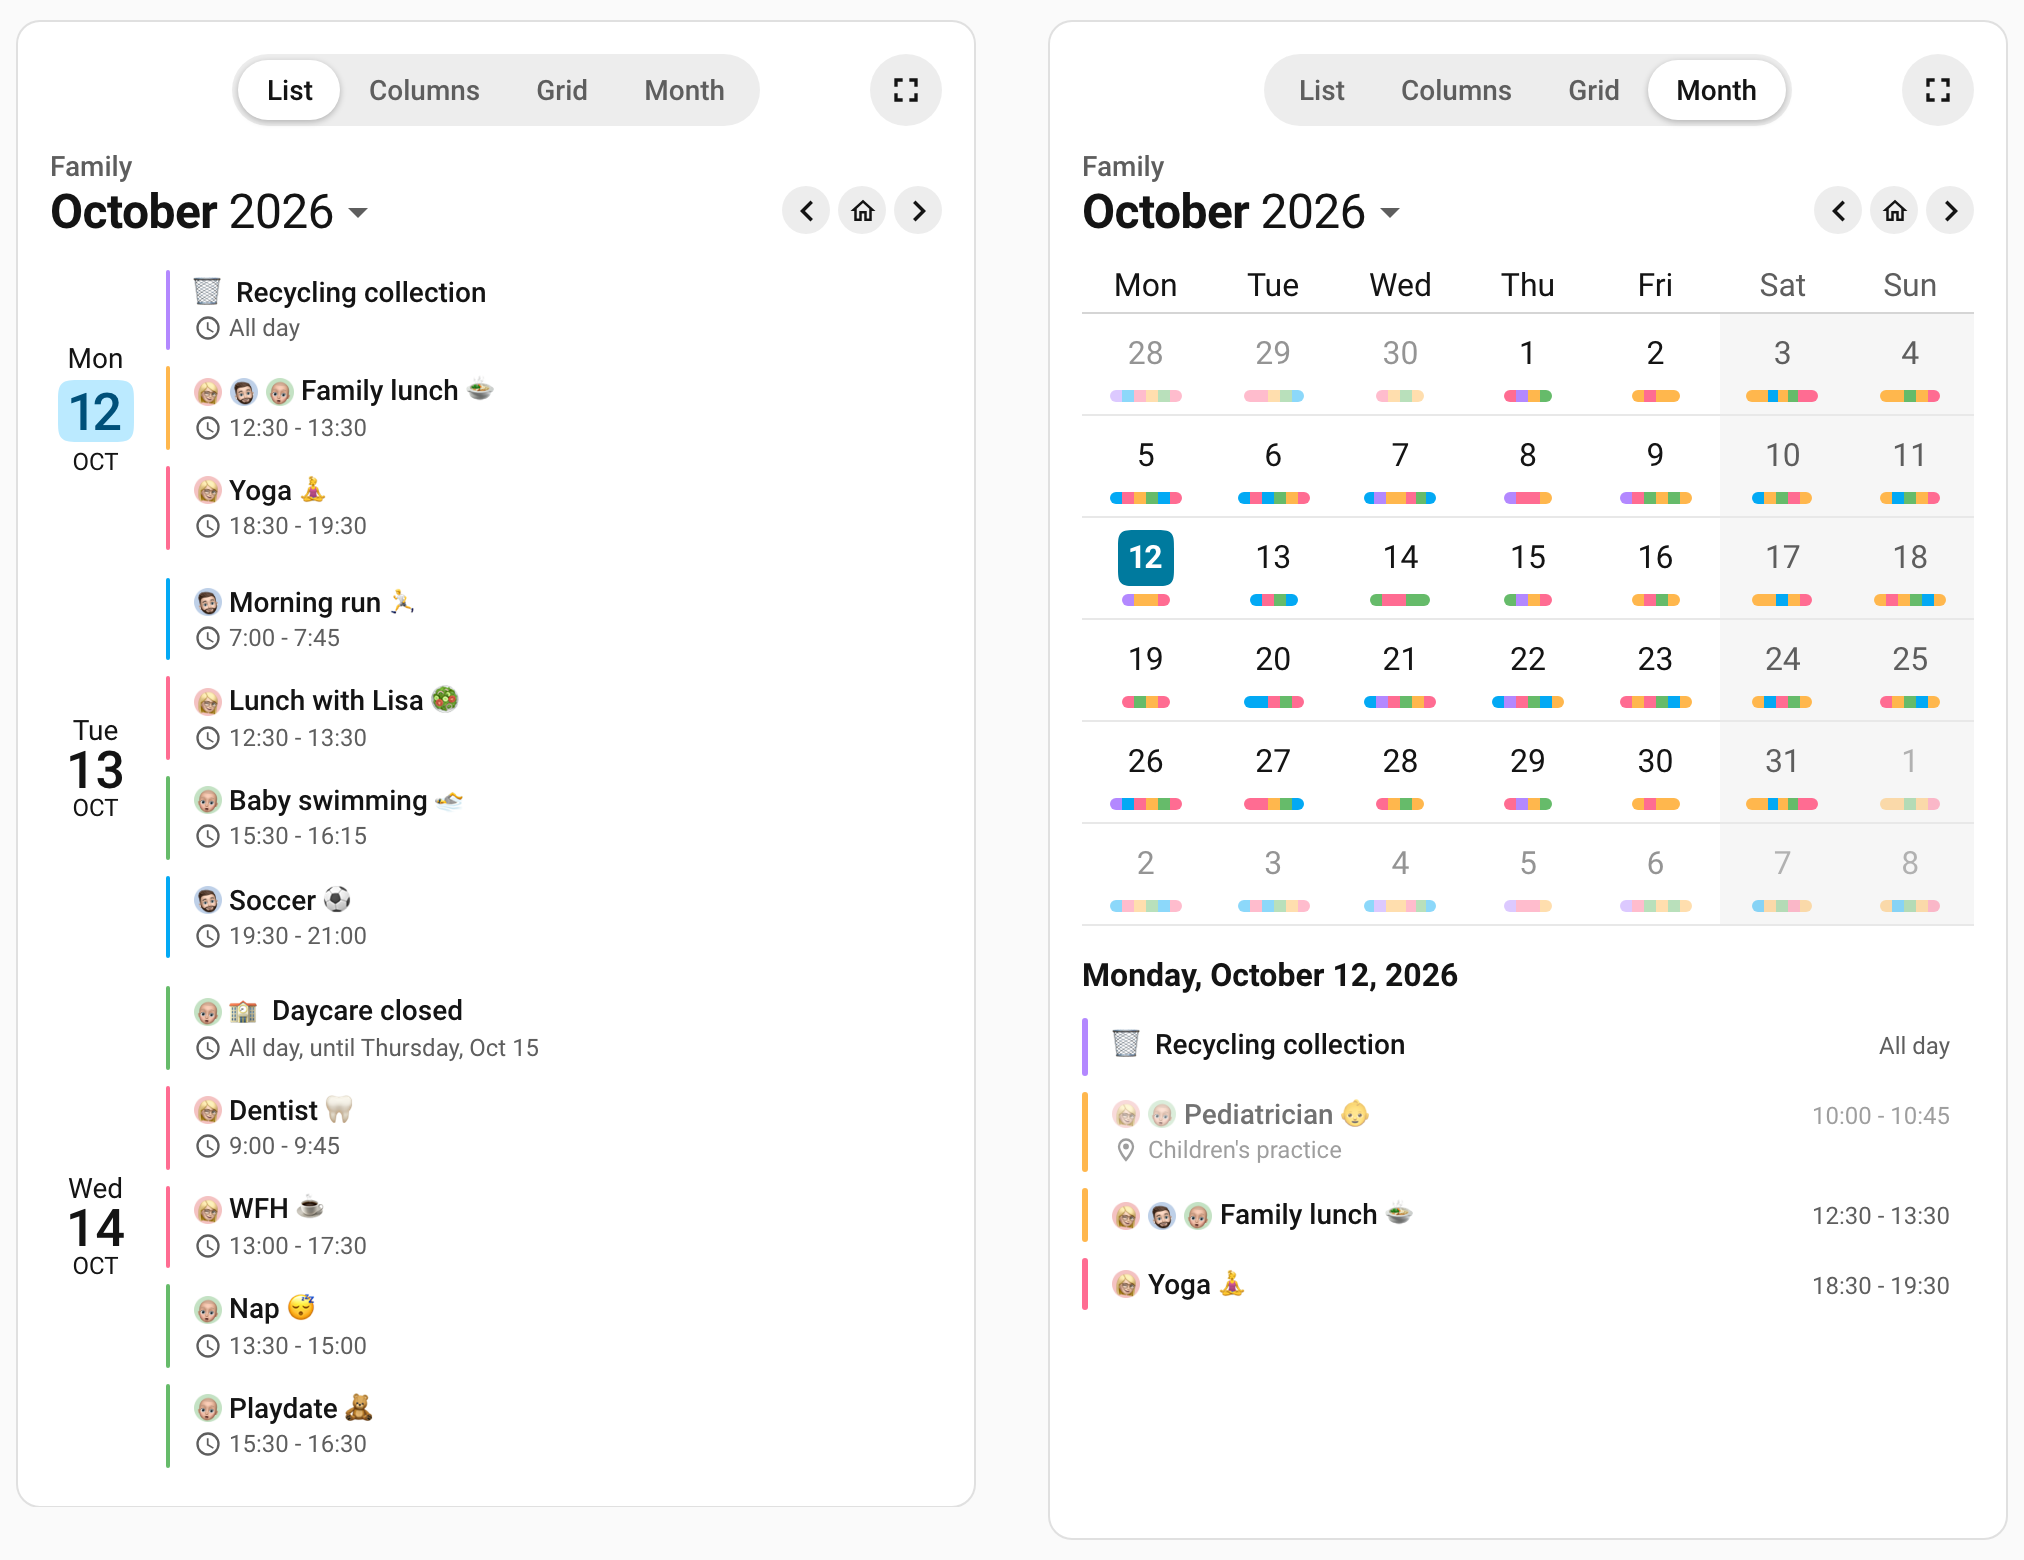 List Columns Grid Month
Family
October 2026
Mon
12
OCT
Recycling collection
All day
Family lunch
12:30 - 13:30
Yoga
18:30 - 19:30
Tue
13
OCT
Morning run
7:00 - 7:45
Lunch with Lisa
12:30 - 13:30
Baby swimming
15:30 - 16:15
Soccer
19:30 - 21:00
Wed
14
OCT
Daycare closed
All day, until Thursday, Oct 15
Dentist
9:00 - 9:45
WFH
13:00 - 17:30
Nap
13:30 - 15:00
Playdate
15:30 - 16:30
List Columns Grid Month
Family
October 2026
Mon Tue Wed Thu Fri Sat Sun
28 29 30 1 2 3 4
5 6 7 8 9 10 11
12 13 14 15 16 17 18
19 20 21 22 23 24 25
26 27 28 29 30 31 1
2 3 4 5 6 7 8
Monday, October 12, 2026
Recycling collection All day
Pediatrician 10:00 - 10:45
Children's practice
Family lunch 12:30 - 13:30
Yoga 18:30 - 19:30